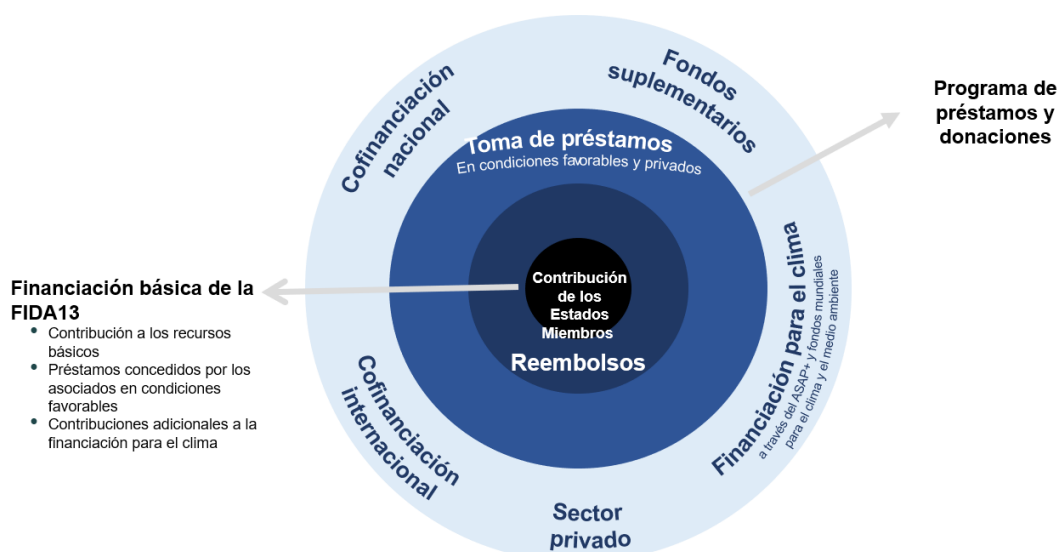 Cofinanciación
nacional
Fondos
suplementarios
Programa de
préstamos y
donaciones
Toma de préstamos
En condiciones favorables y privados
Contribución
de los
Estados
Miembros
Reembolsos
Financiación básica de la
FIDA13
• Contribución a los recursos
básicos
• Préstamos concedidos por los
asociados en condiciones
favorables
• Contribuciones adicionales a la
financiación para el clima
Financiación para el clima
a través del ASAP+ y fondos mundiales
para el clima y el medio ambiente
Cofinanciación
internacional
Sector
privado